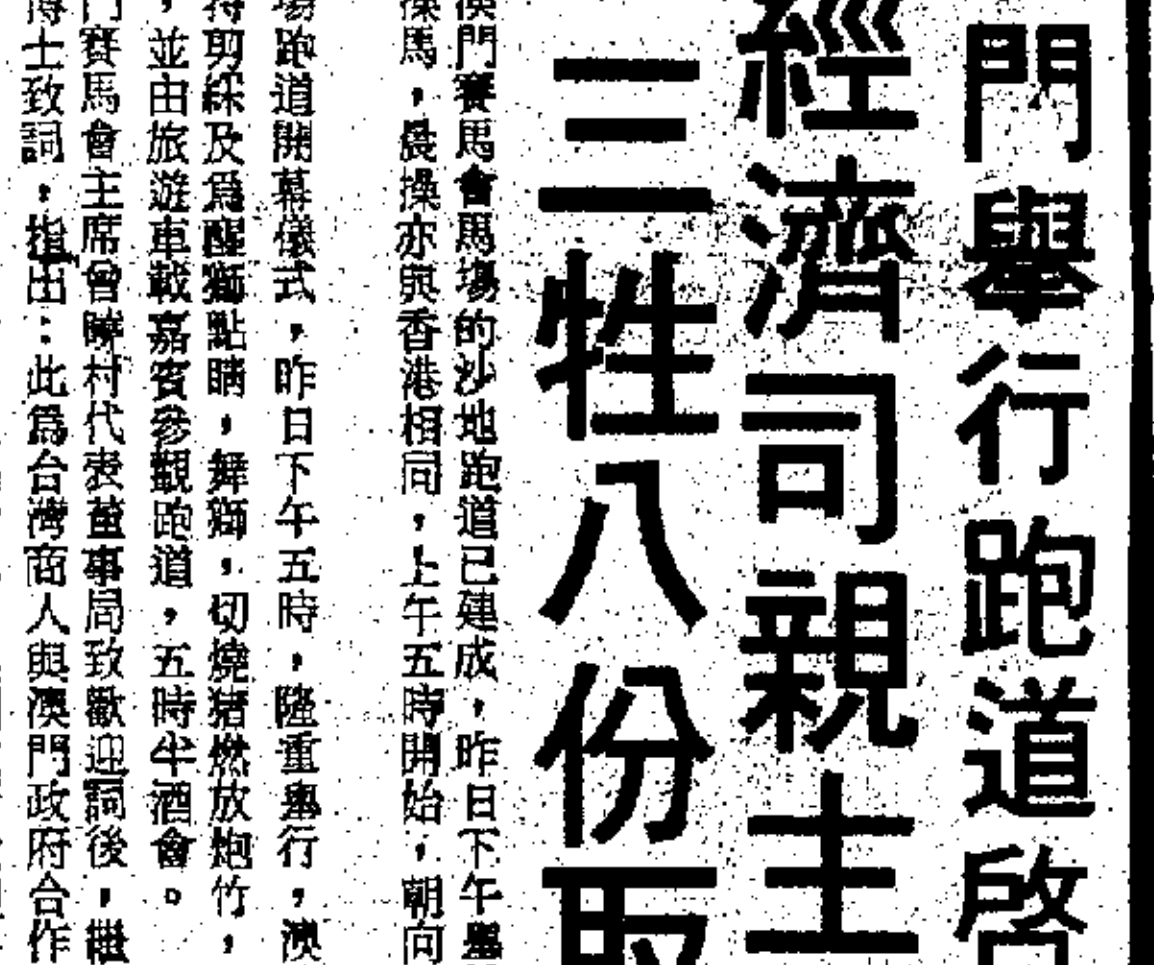 門舉行跑道啓
經濟司親主
三牲八份取
澳門賽馬會馬場的沙地跑道已建成，昨日下午舉
操馬，晨操亦與香港相同，上午五時開始，朝向
場跑道開幕儀式，昨日下午五時，隆重舉行，澳
持剪綵及爲醒獅點睛，舞獅，切燒猪燃放炮竹，
，並由旅遊車載嘉賓參觀跑道，五時半酒會。
門賽馬會主席曾曉村代表董事局致歡迎詞後，繼
博士致詞，指出：此爲台灣商人與澳門政府合作